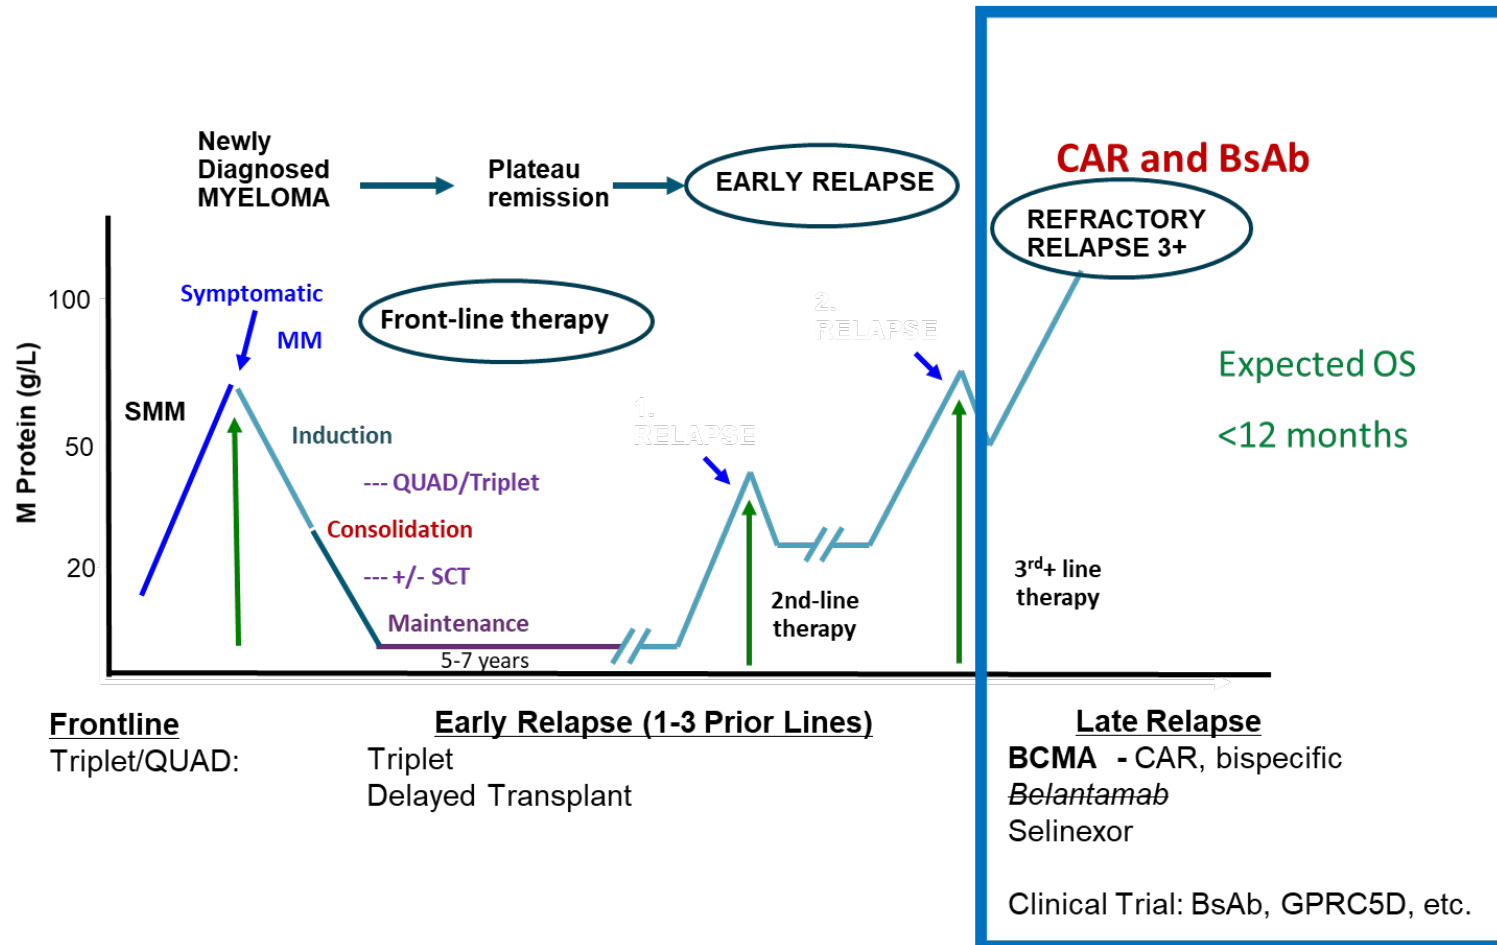 Newly
Diagnosed
MYELOMA
Plateau
remission
EARLY RELAPSE
CAR and BsAb
REFRACTORY
RELAPSE 3+
M Protein (g/L)
100
50
20
Symptomatic
MM
SMM
Front-line therapy
Induction
--- QUAD/Triplet
Consolidation
--- +/- SCT
Maintenance
5-7 years
1.
RELAPSE
2.
RELAPSE
2nd-line
therapy
Expected OS
<12 months
3rd+ line
therapy
Frontline
Triplet/QUAD:
Early Relapse (1-3 Prior Lines)
Triplet
Delayed Transplant
Late Relapse
BCMA - CAR, bispecific
Belantamab
Selinexor
Clinical Trial: BsAb, GPRC5D, etc.